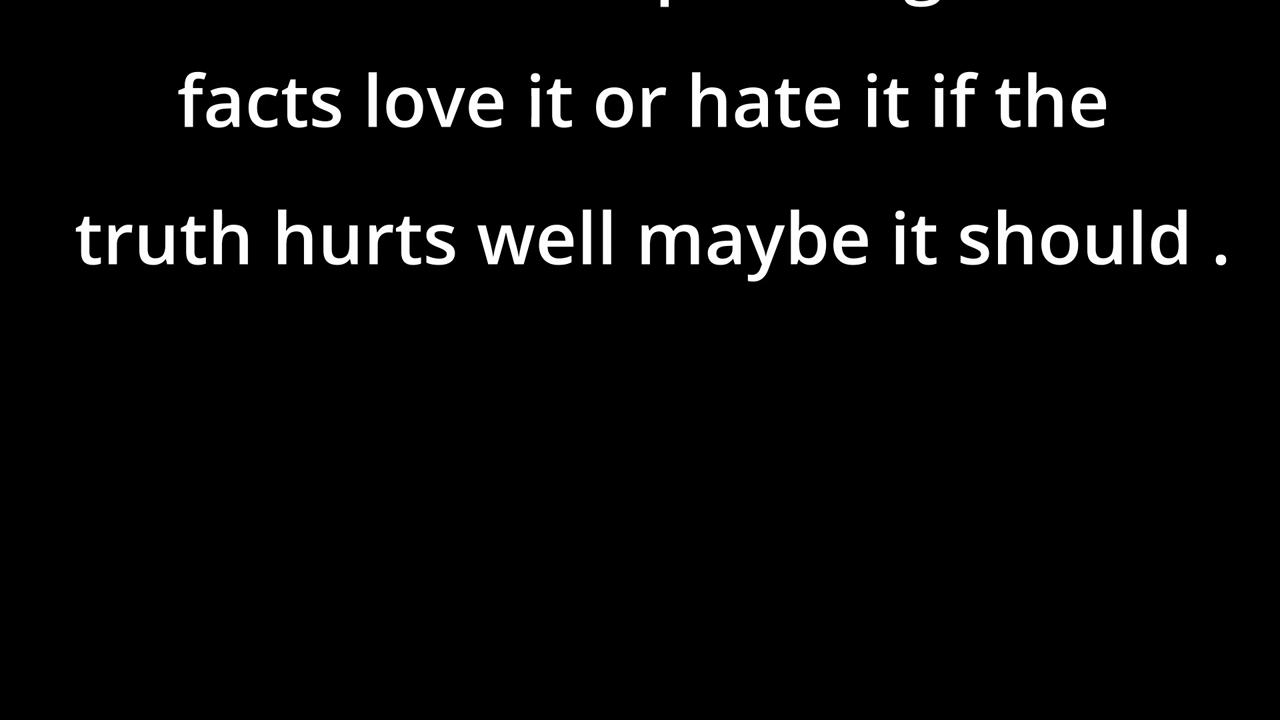 facts love it or hate it if the
truth hurts well maybe it should .